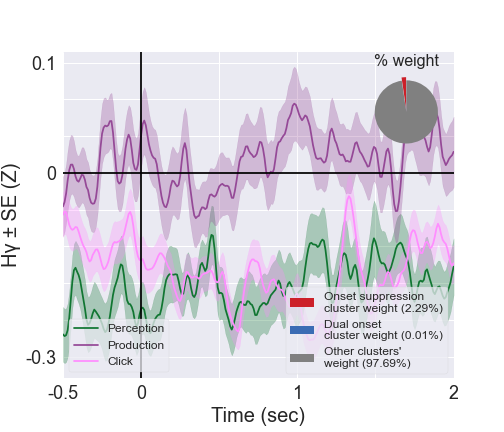 % weight
0.1
0
-0.3
Hγ ± SE (Z)
Perception
Production
Click
Onset suppression
cluster weight (2.29%)
Dual onset
cluster weight (0.01%)
Other clusters'
weight (97.69%)
-0.5
0
1
2
Time (sec)